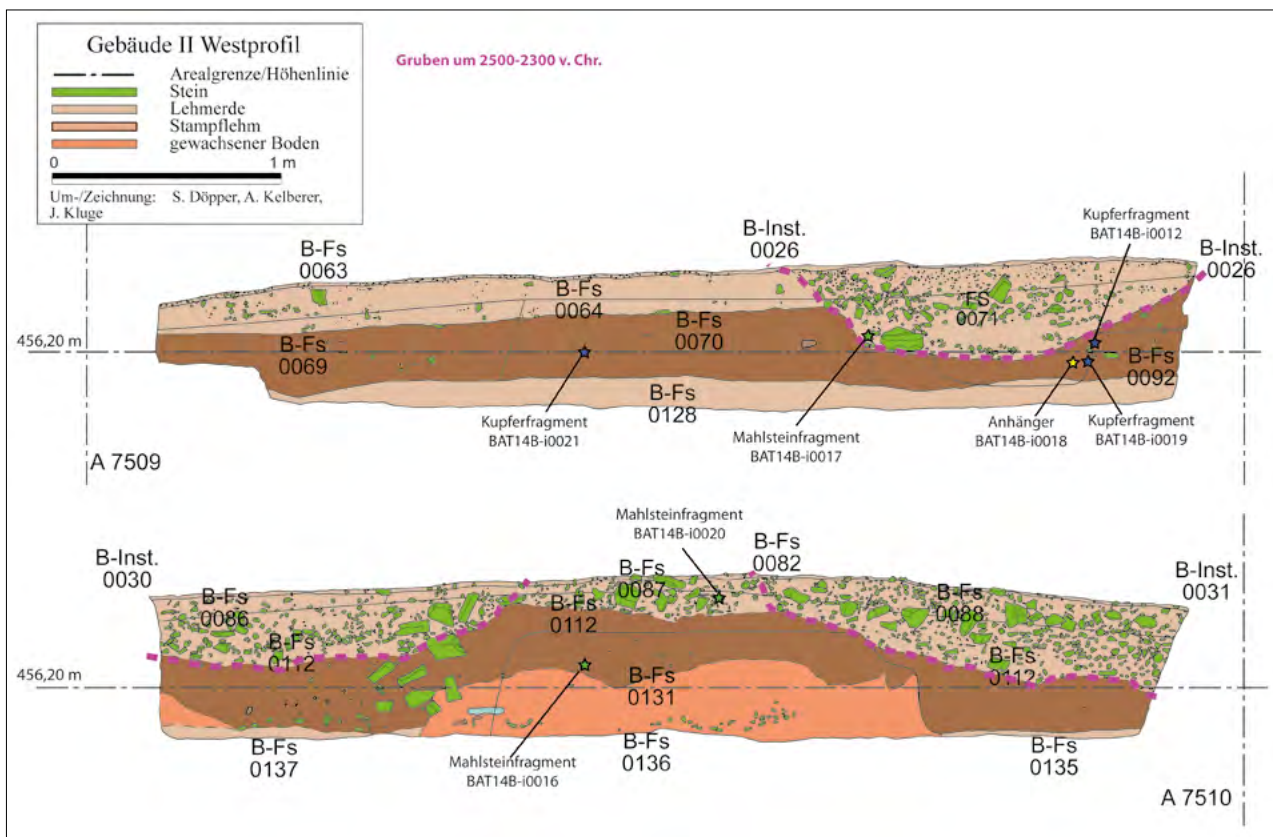 Gebäude II Westprofil
Arealgrenze/Höhenlinie
Stein
Lehmerde
Stampflehm
gewachsener Boden
0 1 m
Um-/Zeichnung: S. Döpper, A. Kelberer,
J. Kluge
Gruben um 2500-2300 v. Chr.
Kupferfragment
BAT14B-i0012
B-Fs
0063
B-Inst.
0026
B-Inst.
0026
B-Fs
0064
FS
0071
456,20 m
B-Fs
0069
B-Fs
0070
B-Fs
0092
B-Fs
0128
Kupferfragment
BAT14B-i0021
Mahlsteinfragment
BAT14B-i0017
Anhänger
BAT14B-i0018
Kupferfragment
BAT14B-i0019
A 7509
Mahlsteinfragment
BAT14B-i0020
B-Inst.
0030
B-Fs
0082
B-Inst.
0031
B-Fs
0086
B-Fs
0087
B-Fs
0088
B-Fs
0112
B-Fs
0112
B-Fs
0112
456,20 m
B-Fs
0131
B-Fs
0137
B-Fs
0136
B-Fs
0135
Mahlsteinfragment
BAT14B-i0016
A 7510